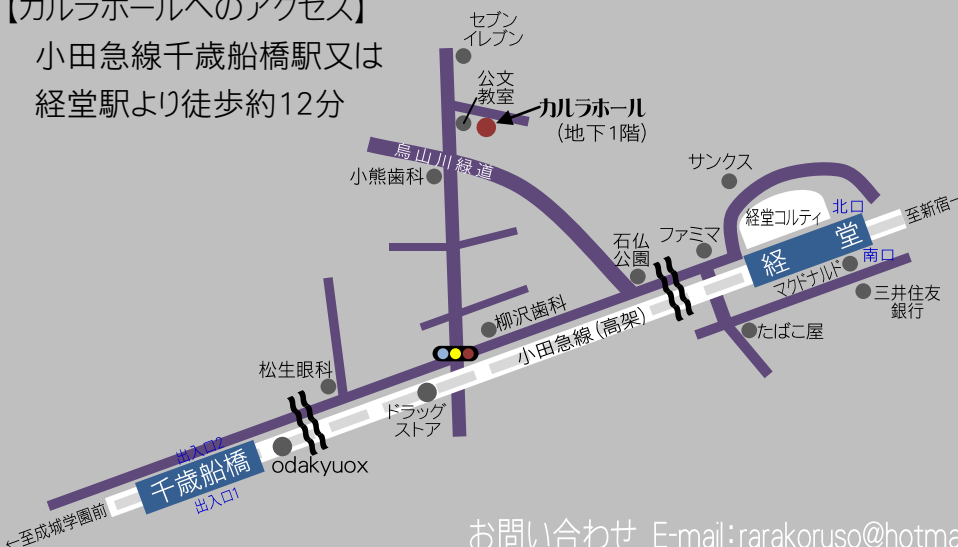 【カルラホールへのアクセス】
小田急線千歳船橋駅又は
経堂駅より徒歩約12分
セブン
イレブン
公文
教室
カルラホール
(地下1階)
烏山川緑道
小熊歯科
サンクス
経堂コルティ
北口
至新宿→
石仏
公園
ファミマ
経堂
南口
マクドナルド
三井住友
銀行
たばこ屋
柳沢歯科
小田急線(高架)
松生眼科
ドラッグ
ストア
出入口2
千歳船橋
odakyuox
出入口1
←至成城学園前
お問い合わせ E-mail:rarakoruso@hotma